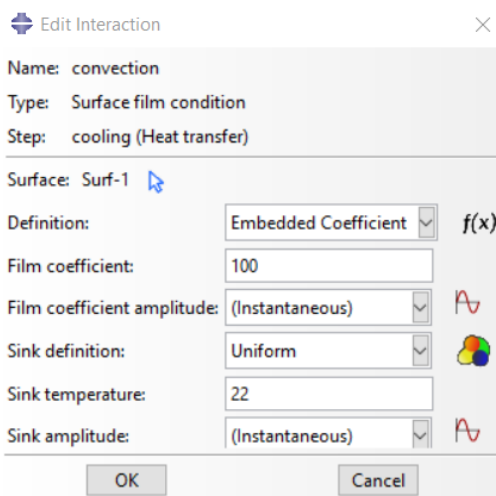 Edit Interaction
Name: convection
Type: Surface film condition
Step: cooling (Heat transfer)
Surface: Surf-1
Definition: Embedded Coefficient f(x)
Film coefficient: 100
Film coefficient amplitude: (Instantaneous)
Sink definition: Uniform
Sink temperature: 22
Sink amplitude: (Instantaneous)
OK Cancel